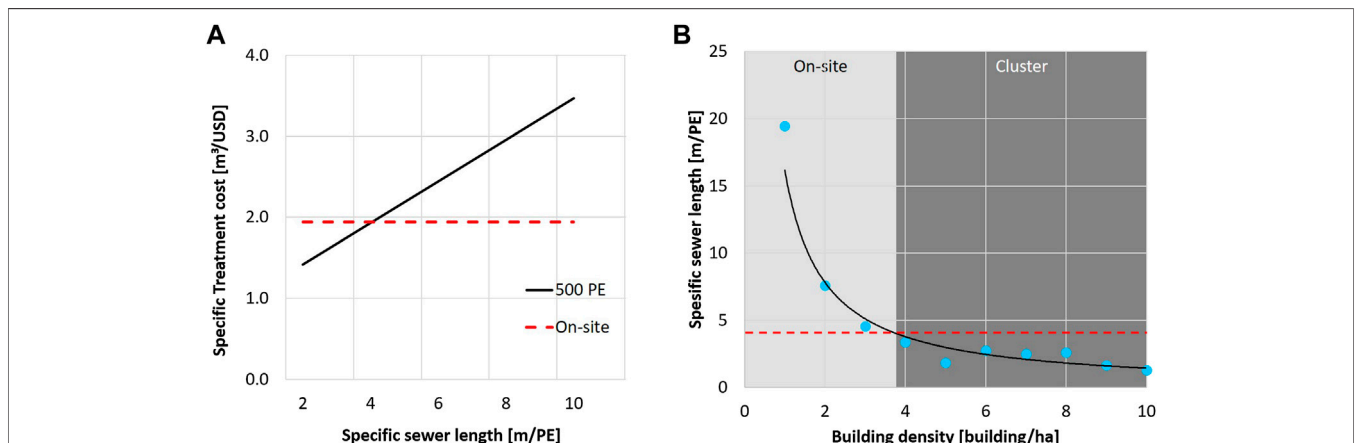 A
4.0
3.0
2.0
1.0
0.0
Specific Treatment cost [m³/USD]
500 PE
On-site
2 4 6 8 10
Specific sewer length [m/PE]
B
25
20
15
10
5
0
Spesific sewer length [m/PE]
On-site Cluster
0 2 4 6 8 10
Building density [building/ha]